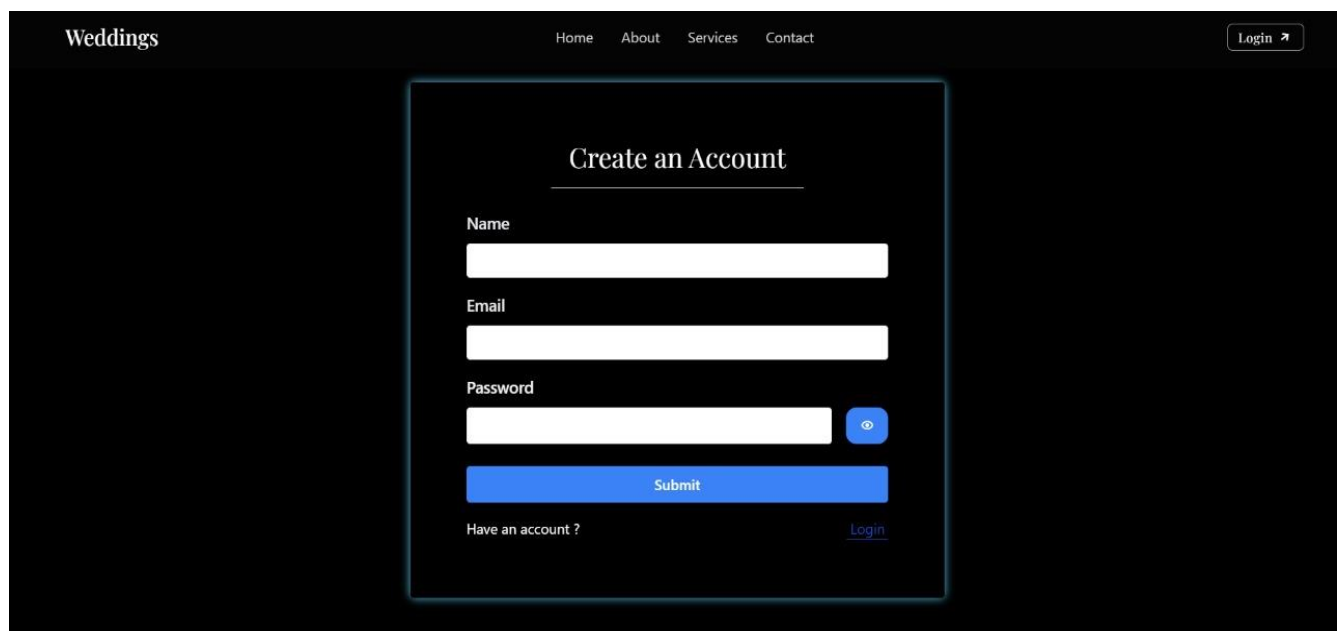 Weddings Home About Services Contact Login
Create an Account
Name
Email
Password
Submit
Have an account ? Login